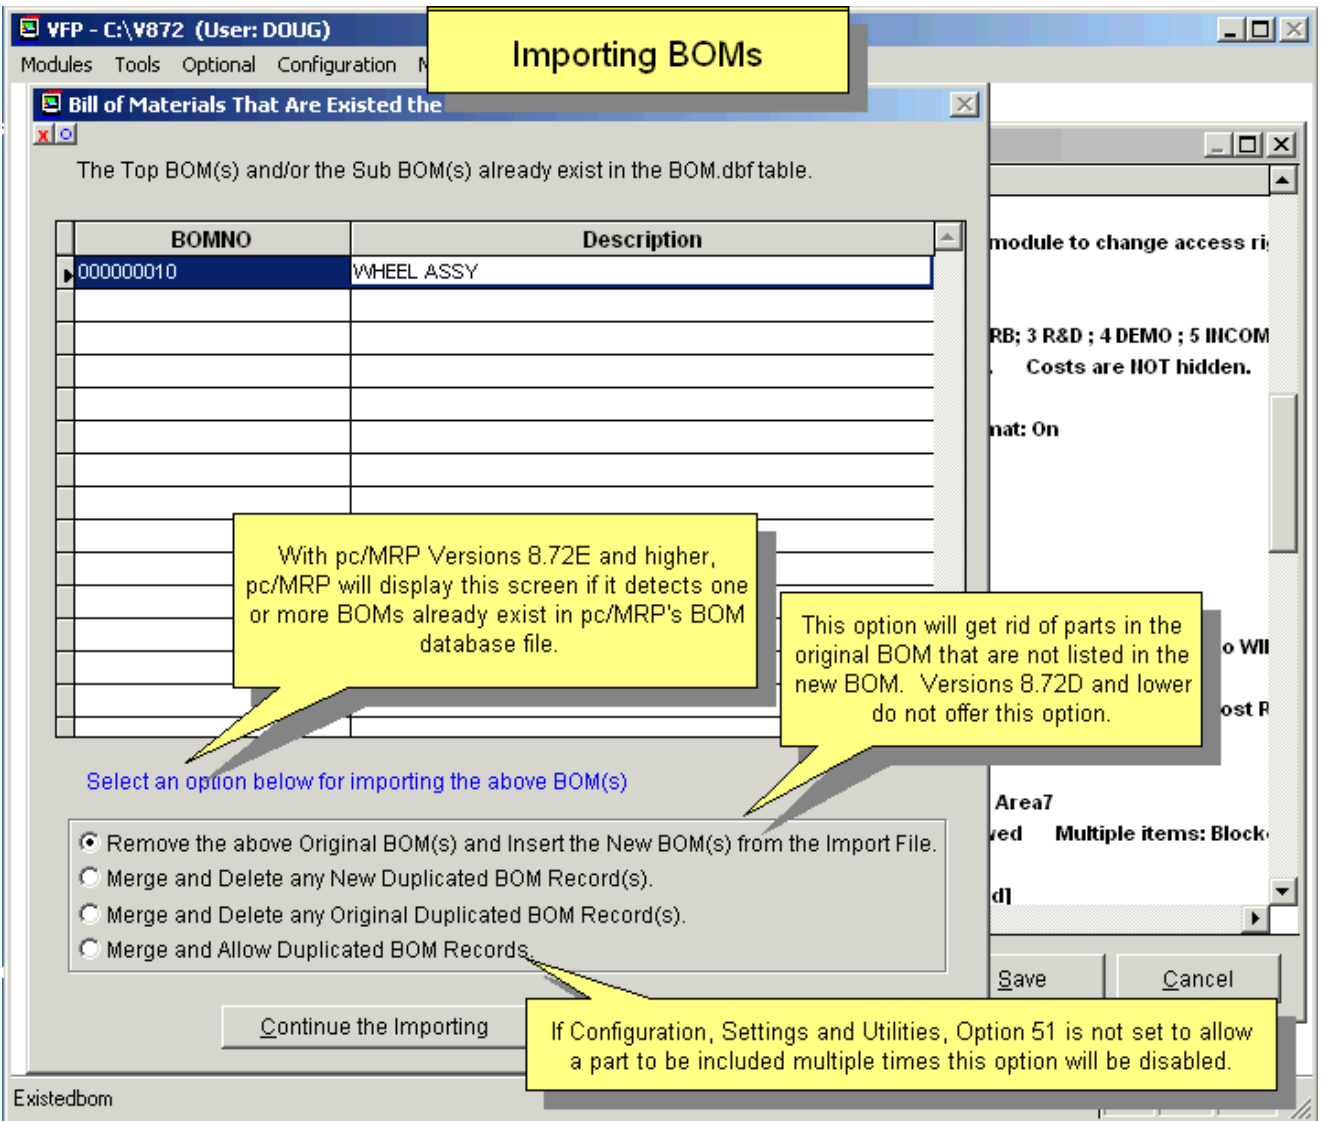 VFP - C:\V872 (User: DOUG)
Importing BOMs
Modules Tools Optional Configuration
Bill of Materials That Are Existed the
The Top BOM(s) and/or the Sub BOM(s) already exist in the BOM.dbf table.
BOMNO Description
000000010 WHEEL ASSY
module to change access
RB; 3 R&D ; 4 DEMO ; 5 INCOM
. Costs are NOT hidden.
mat: On
With pc/MRP Versions 8.72E and higher,
pc/MRP will display this screen if it detects one
or more BOMs already exist in pc/MRP's BOM
database file.
This option will get rid of parts in the
original BOM that are not listed in the
new BOM. Versions 8.72D and lower
do not offer this option.
o WI
ost R
Select an option below for importing the above BOM(s)
Area7
wed Multiple items: Block
d]
Remove the above Original BOM(s) and Insert the New BOM(s) from the Import File.
Merge and Delete any New Duplicated BOM Record(s).
Merge and Delete any Original Duplicated BOM Record(s).
Merge and Allow Duplicated BOM Records.
Save Cancel
Continue the Importing
If Configuration, Settings and Utilities, Option 51 is not set to allow
a part to be included multiple times this option will be disabled.
Existedbom